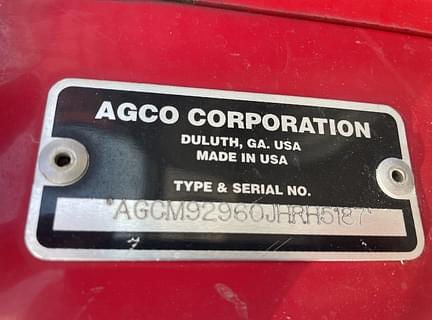 AGCO CORPORATION
DULUTH, GA. USA
MADE IN USA
TYPE & SERIAL NO.
*AGCM92960JHRH5187*